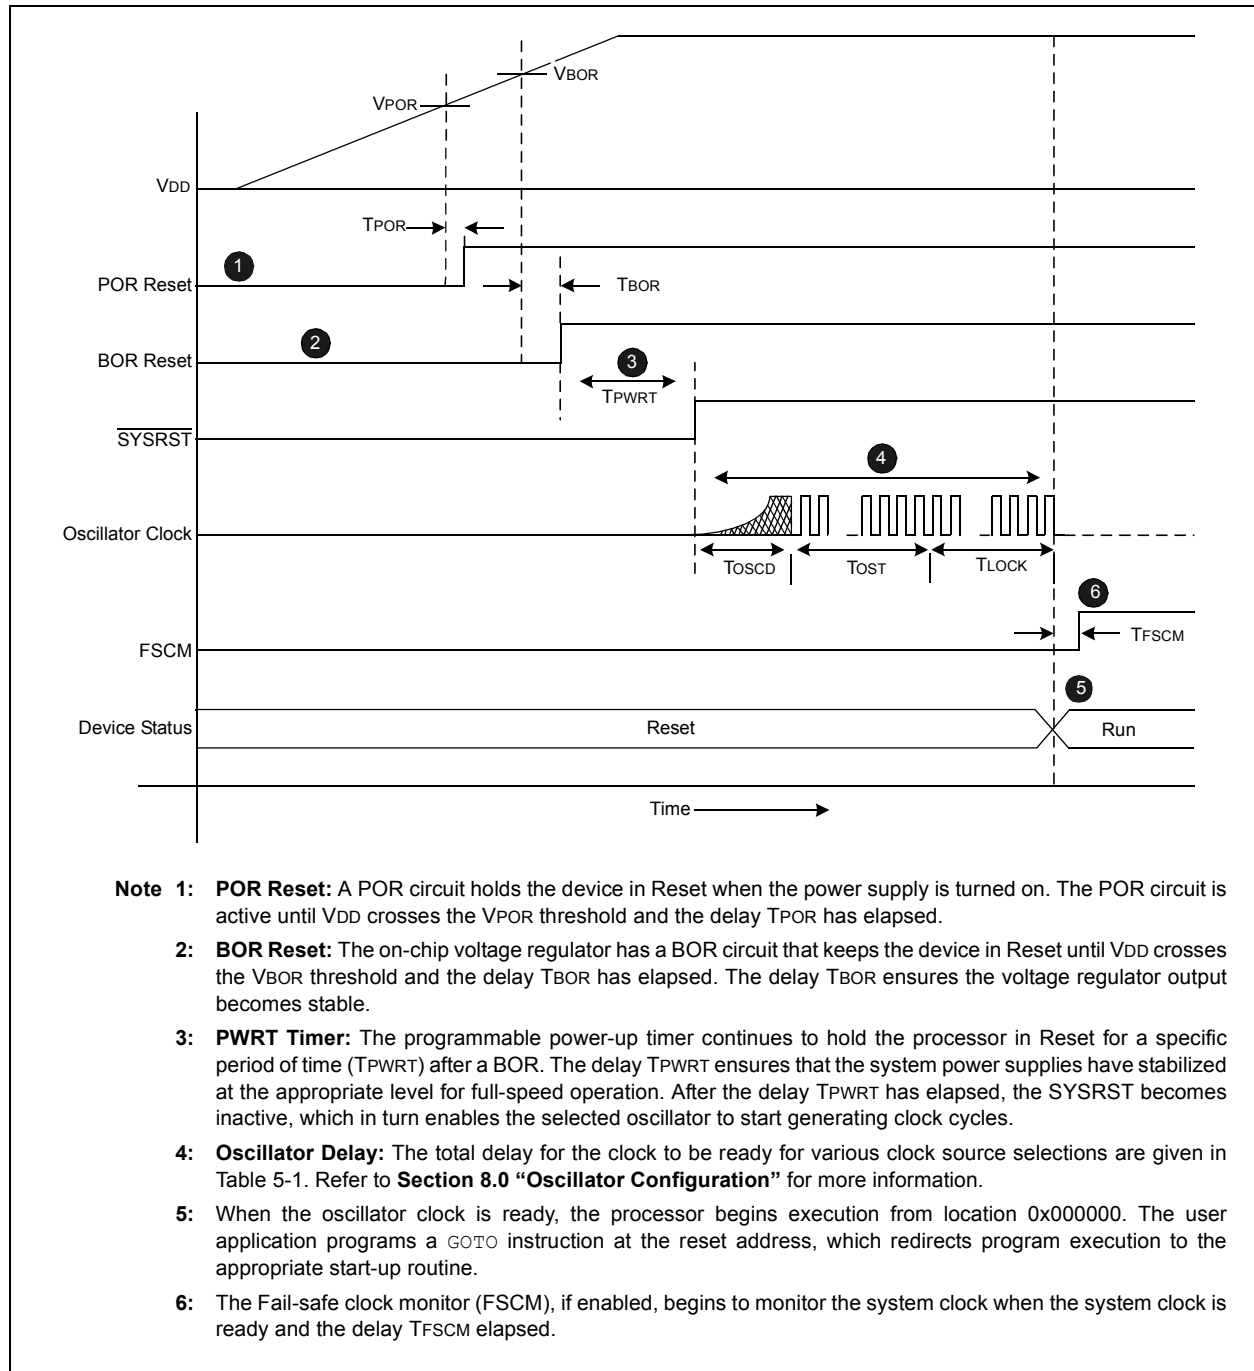 VBOR
VPOR
VDD
TPOR
1
POR Reset
TBOR
2
BOR Reset
3
TPWRT
SYSRST
4
Oscillator Clock
TOSCD
TOST
TLOCK
6
TFSCM
FSCM
5
Device Status
Reset
Run
Time
Note 1: POR Reset: A POR circuit holds the device in Reset when the power supply is turned on. The POR circuit is
active until VDD crosses the VPOR threshold and the delay TPOR has elapsed.
2: BOR Reset: The on-chip voltage regulator has a BOR circuit that keeps the device in Reset until VDD crosses
the VBOR threshold and the delay TBOR has elapsed. The delay TBOR ensures the voltage regulator output
becomes stable.
3: PWRT Timer: The programmable power-up timer continues to hold the processor in Reset for a specific
period of time (TPWRT) after a BOR. The delay TPWRT ensures that the system power supplies have stabilized
at the appropriate level for full-speed operation. After the delay TPWRT has elapsed, the SYSRST becomes
inactive, which in turn enables the selected oscillator to start generating clock cycles.
4: Oscillator Delay: The total delay for the clock to be ready for various clock source selections are given in
Table 5-1. Refer to Section 8.0 “Oscillator Configuration” for more information.
5: When the oscillator clock is ready, the processor begins execution from location 0x000000. The user
application programs a GOTO instruction at the reset address, which redirects program execution to the
appropriate start-up routine.
6: The Fail-safe clock monitor (FSCM), if enabled, begins to monitor the system clock when the system clock is
ready and the delay TFSCM elapsed.